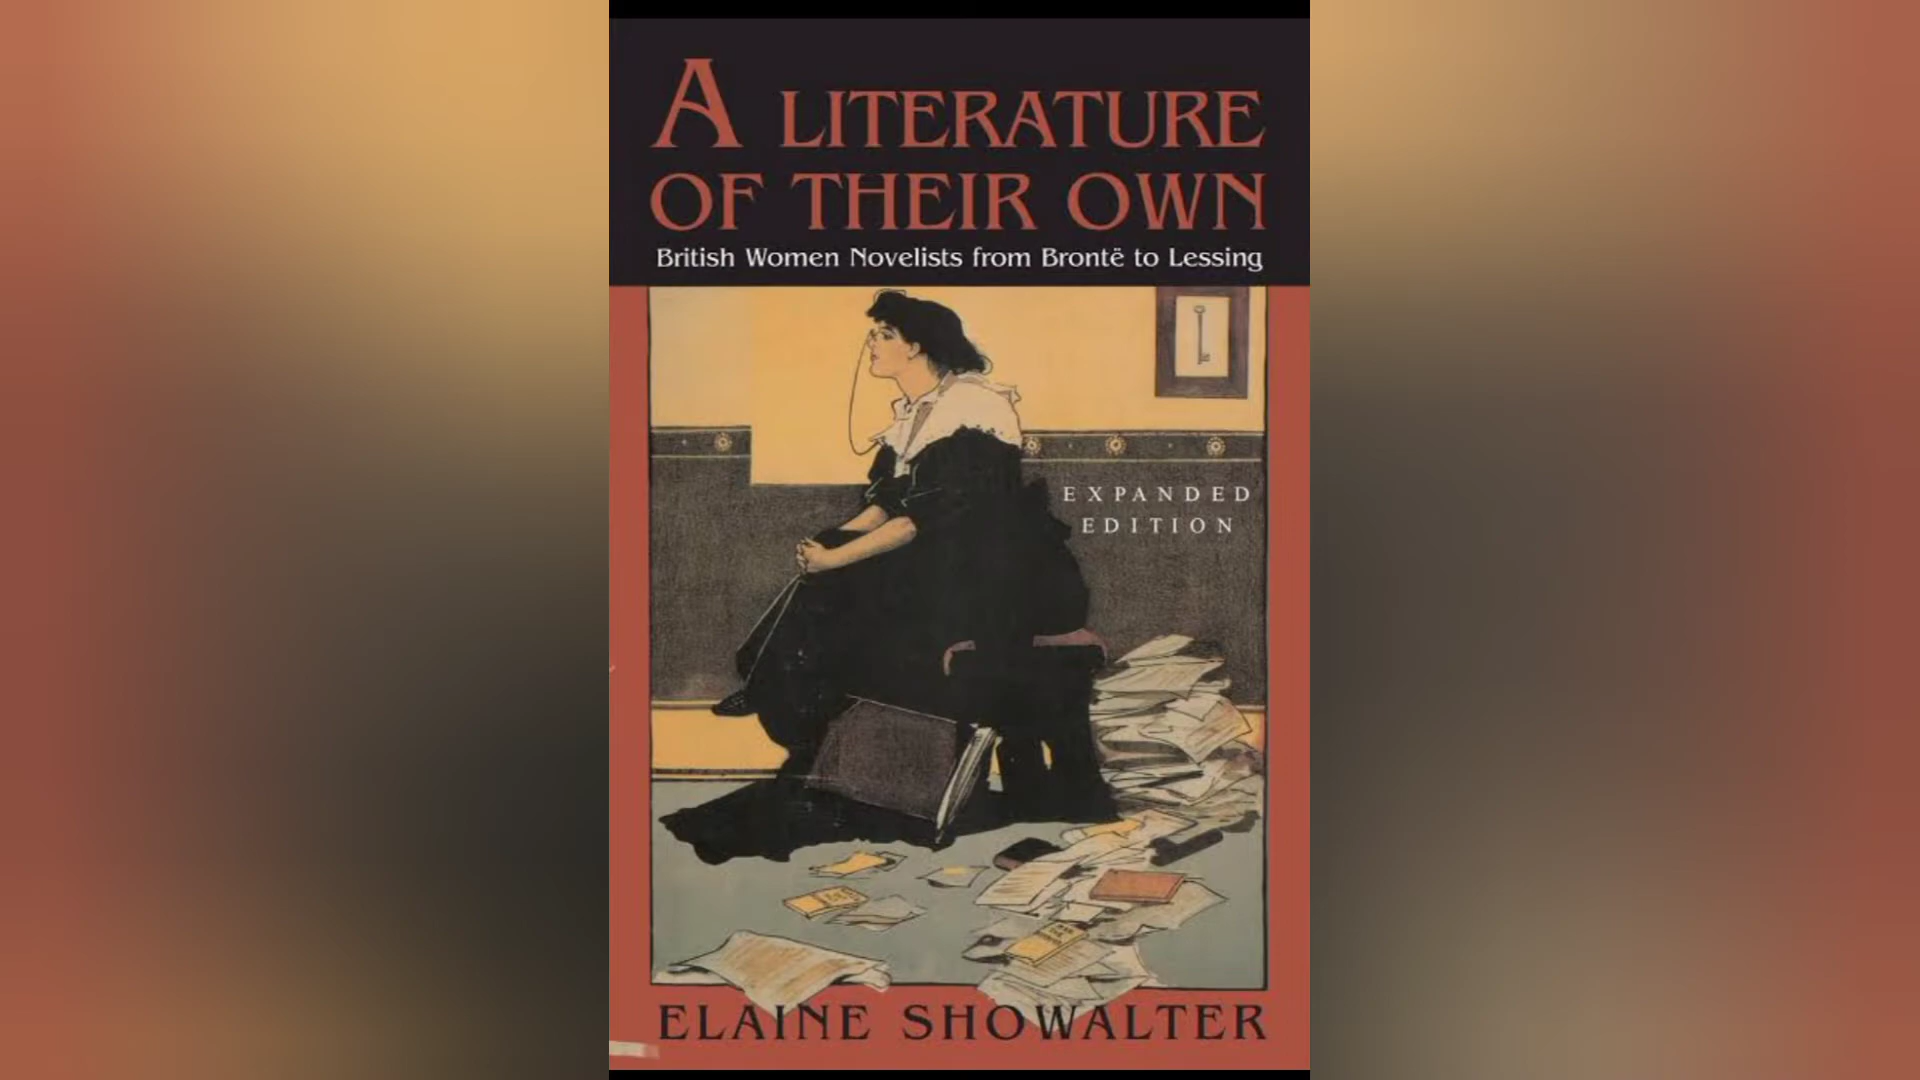 A LITERATURE
OF THEIR OWN
British Women Novelists from Brontë to Lessing
EXPANDED
EDITION
ELAINE SHOWALTER